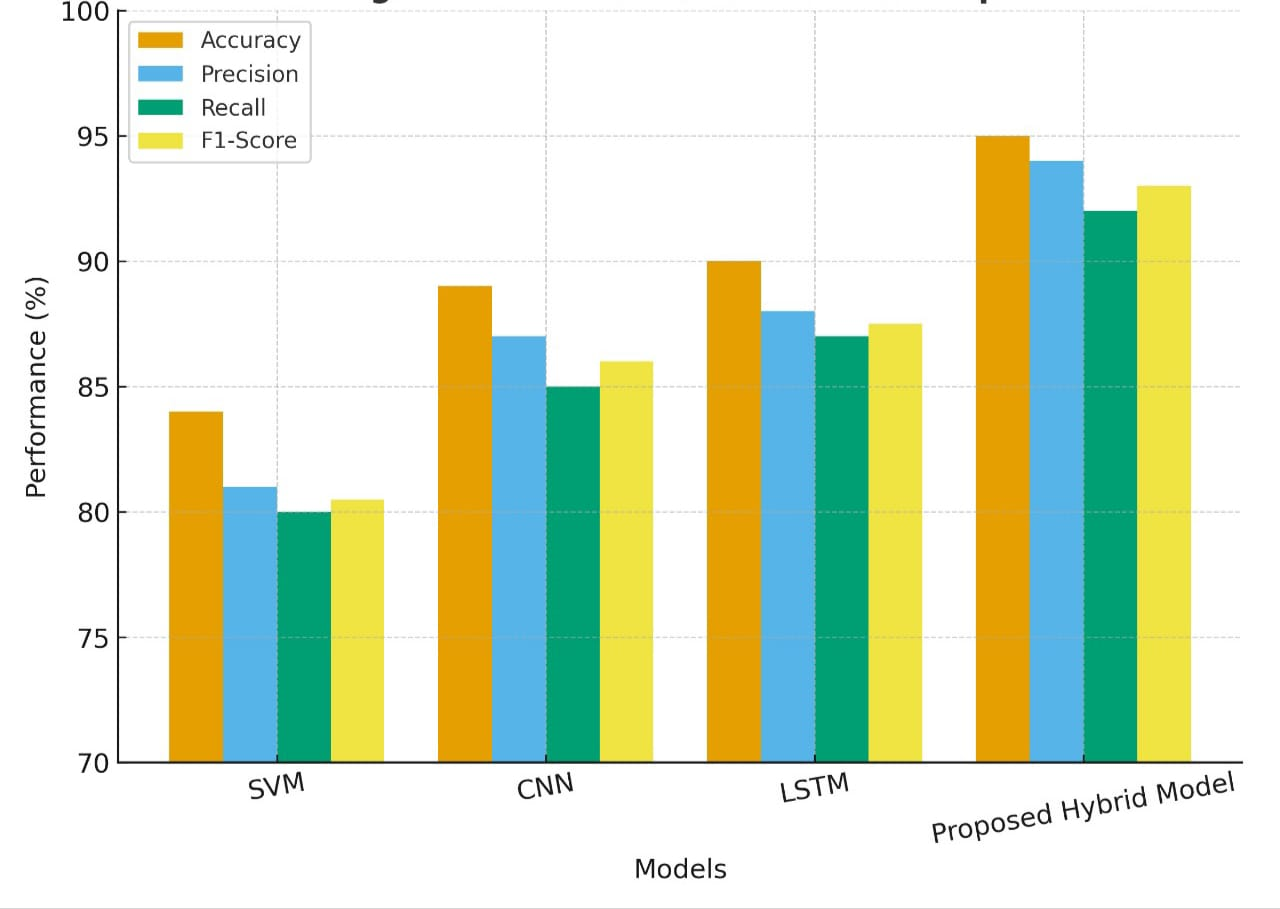 100
Accuracy
Precision
Recall
F1-Score
95
90
85
80
75
70
Performance (%)
SVM
CNN
LSTM
Proposed Hybrid Model
Models